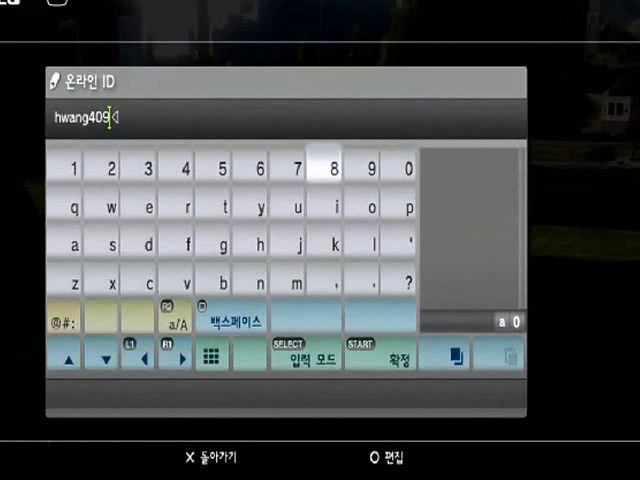 온라인 ID
hwang409
1 2 3 4 5 6 7 8 9 0
q w e r t y u i o p
a s d f g h j k l '
z x c v b n m , . ?
@#: R2 a/A 백스페이스 a 0
L1 R1 SELECT 입력 모드 START 확정
X 돌아가기 O 편집